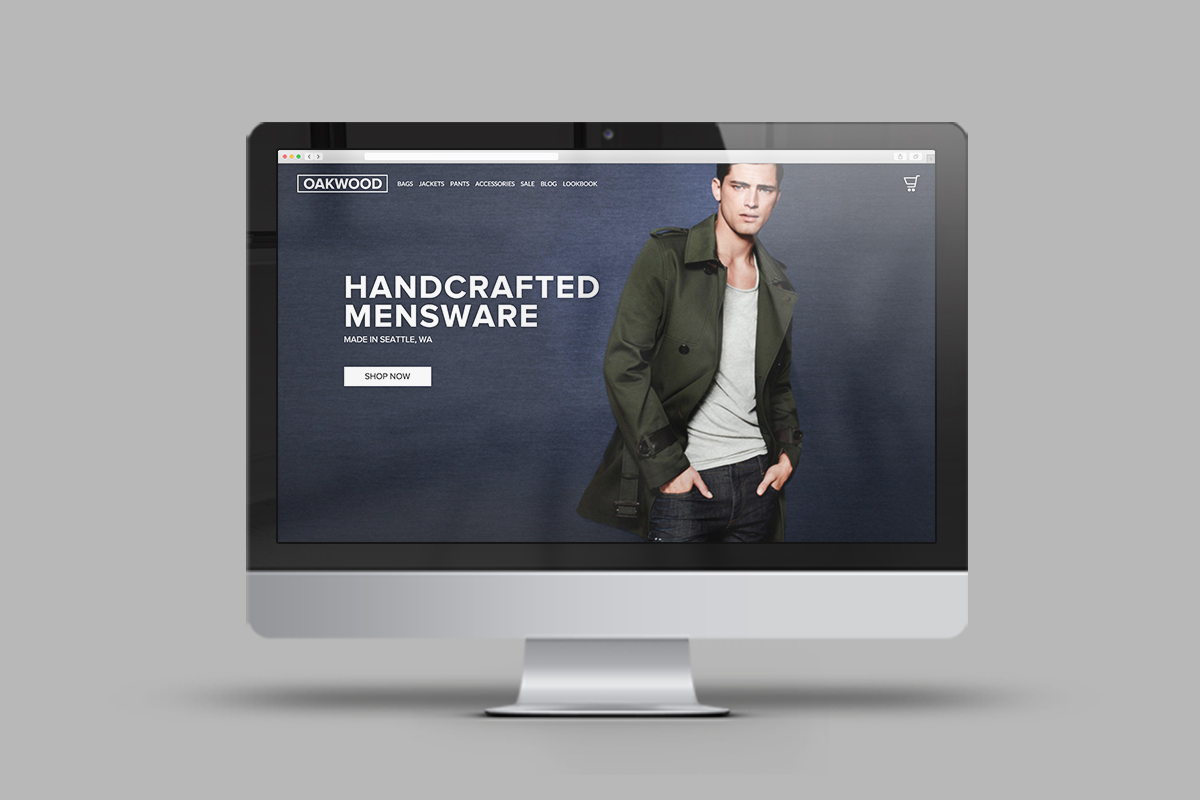 OAKWOOD BAGS JACKETS PANTS ACCESSORIES SALE BLOG LOOKBOOK
HANDCRAFTED
MENSWARE
MADE IN SEATTLE, WA
SHOP NOW